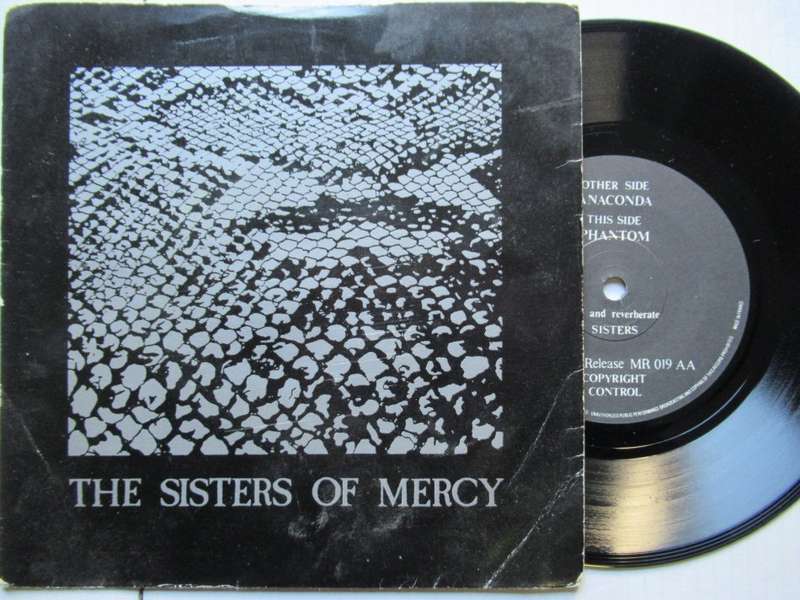 THE SISTERS OF MERCY
OTHER SIDE
ANACONDA
THIS SIDE
PHANTOM
and reverberate
SISTERS
Release MR 019 AA
COPYRIGHT
CONTROL